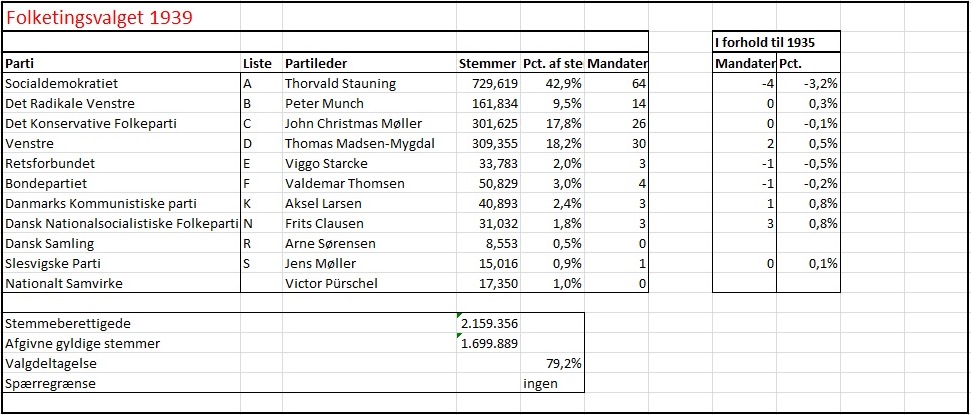 Folketingsvalget 1939
I forhold til 1935
Parti Liste Partileder Stemmer Pct. af ste Mandater Mandater Pct.
Socialdemokratiet A Thorvald Stauning 729,619 42,9% 64 -4 -3,2%
Det Radikale Venstre B Peter Munch 161,834 9,5% 14 0 0,3%
Det Konservative Folkeparti C John Christmas Møller 301,625 17,8% 26 0 -0,1%
Venstre D Thomas Madsen-Mygdal 309,355 18,2% 30 2 0,5%
Retsforbundet E Viggo Starcke 33,783 2,0% 3 -1 -0,5%
Bondepartiet F Valdemar Thomsen 50,829 3,0% 4 -1 -0,2%
Danmarks Kommunistiske parti K Aksel Larsen 40,893 2,4% 3 1 0,8%
Dansk Nationalsocialistiske Folkeparti N Frits Clausen 31,032 1,8% 3 3 0,8%
Dansk Samling R Arne Sørensen 8,553 0,5% 0
Slesvigske Parti S Jens Møller 15,016 0,9% 1 0 0,1%
Nationalt Samvirke Victor Pürschel 17,350 1,0% 0
Stemmeberettigede 2.159.356
Afgivne gyldige stemmer 1.699.889
Valgdeltagelse 79,2%
Spærregrænse ingen